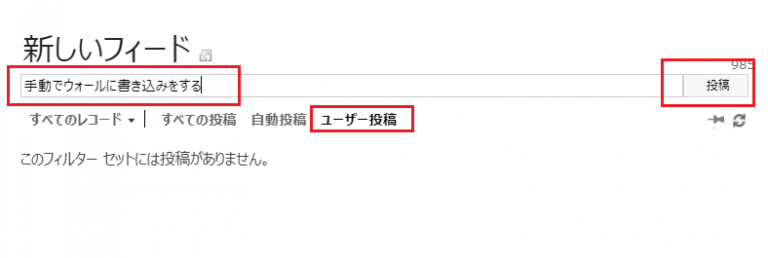 新しいフィード
985
手動でウォールに書き込みをする
投稿
すべてのレコード すべての投稿 自動投稿 ユーザー投稿
このフィルター セットには投稿がありません。